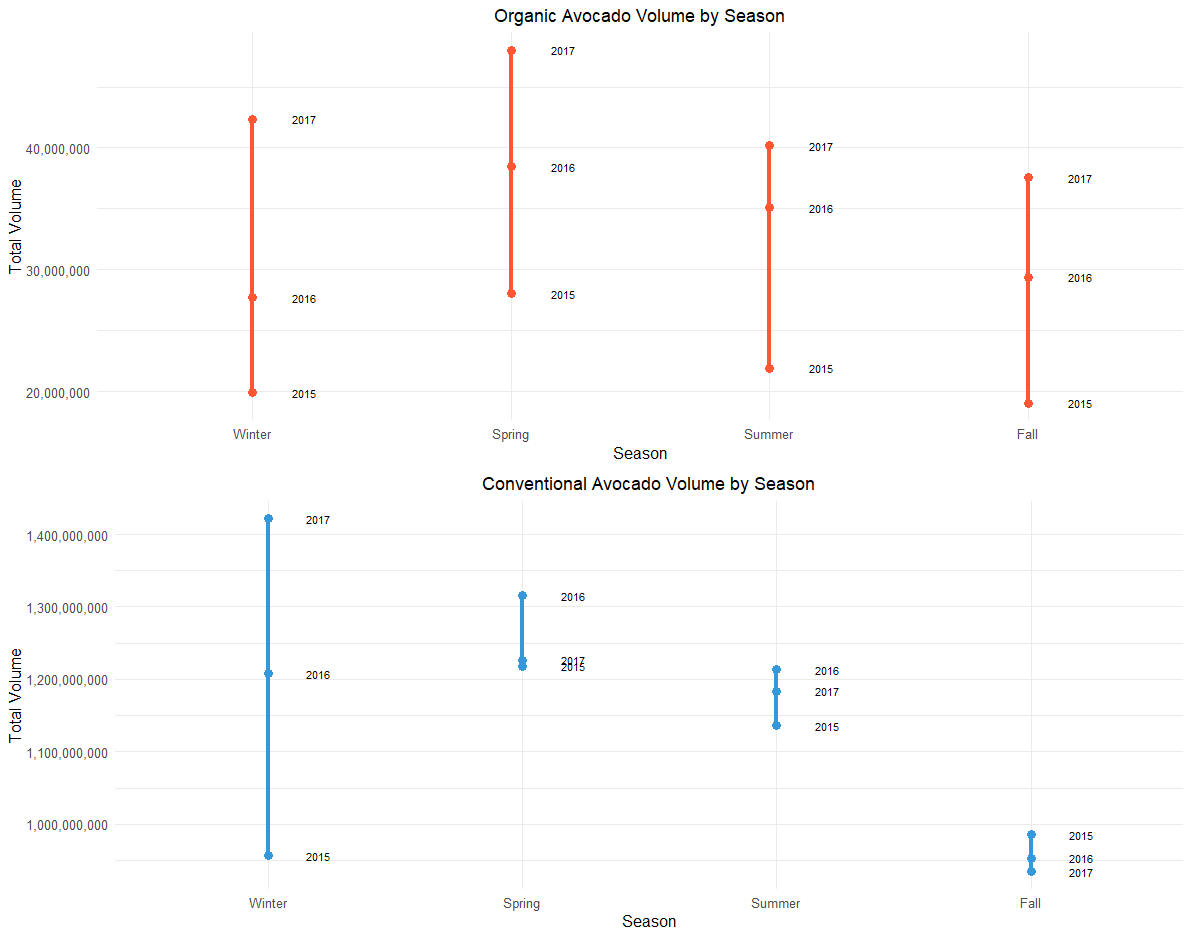 Organic Avocado Volume by Season
Total Volume
40,000,000
30,000,000
20,000,000
2017
2016
2015
2017
2016
2015
2017
2016
2015
2017
2016
2015
Winter
Spring
Summer
Fall
Season
Conventional Avocado Volume by Season
Total Volume
1,400,000,000
1,300,000,000
1,200,000,000
1,100,000,000
1,000,000,000
2017
2016
2015
2016
2017
2015
2016
2017
2015
2015
2016
2017
Winter
Spring
Summer
Fall
Season